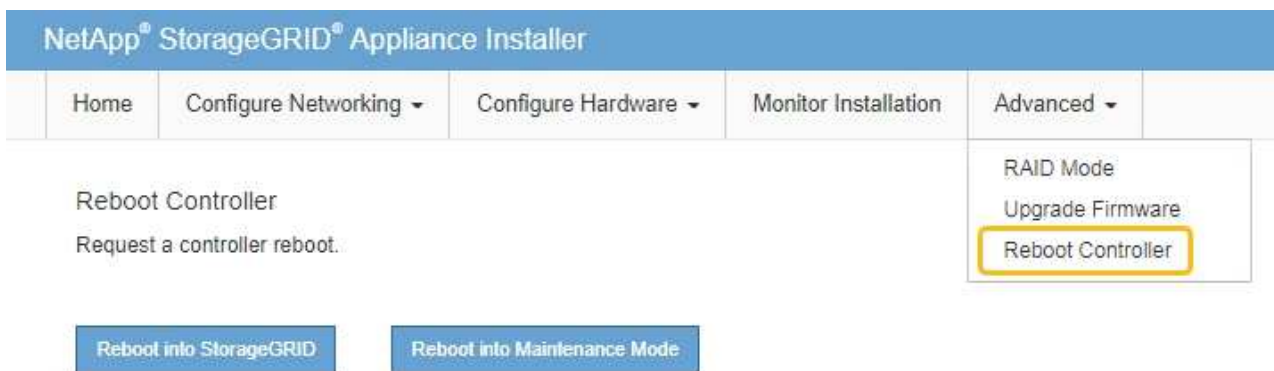 NetApp® StorageGRID® Appliance Installer
Home Configure Networking Configure Hardware Monitor Installation Advanced
RAID Mode
Upgrade Firmware
Reboot Controller
Reboot Controller
Request a controller reboot.
Reboot into StorageGRID Reboot into Maintenance Mode